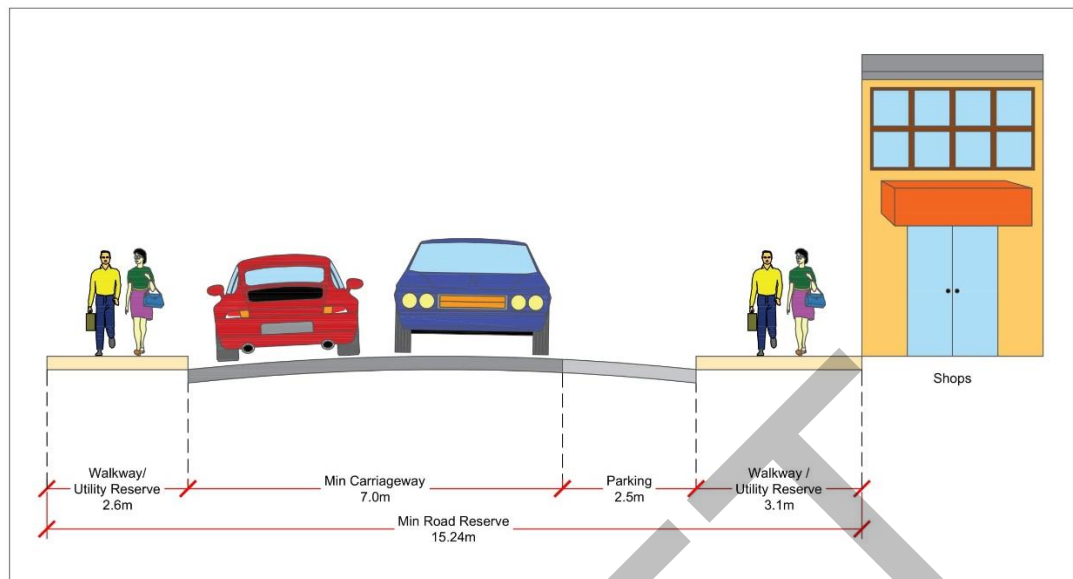 Shops
Walkway/
Utility Reserve
2.6m
Min Carriageway
7.0m
Parking
2.5m
Walkway /
Utility Reserve
3.1m
Min Road Reserve
15.24m